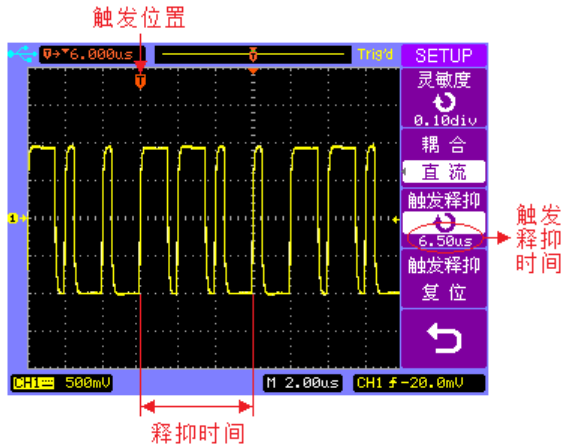 触发位置
T→▼6.000us
T
Trig'd
SETUP
T
灵敏度
0.10div
耦 合
直 流
触发释抑
6.50us
触发释抑
复 位
1
触发
释抑
时间
CH1 500mV
M 2.00us
CH1 f-20.0mV
释抑时间